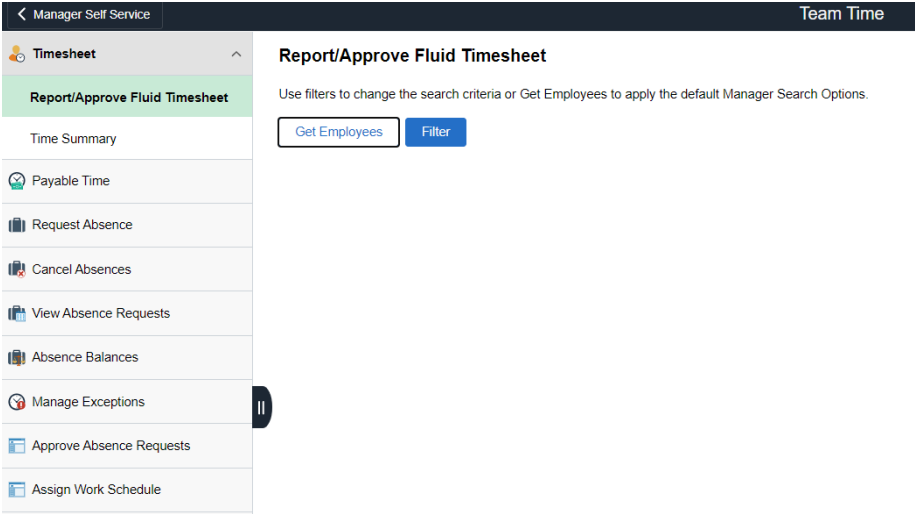 Manager Self Service
Team Time
Timesheet
Report/Approve Fluid Timesheet
Time Summary
Payable Time
Request Absence
Cancel Absences
View Absence Requests
Absence Balances
Manage Exceptions
Approve Absence Requests
Assign Work Schedule
Report/Approve Fluid Timesheet
Use filters to change the search criteria or Get Employees to apply the default Manager Search Options.
Get Employees
Filter